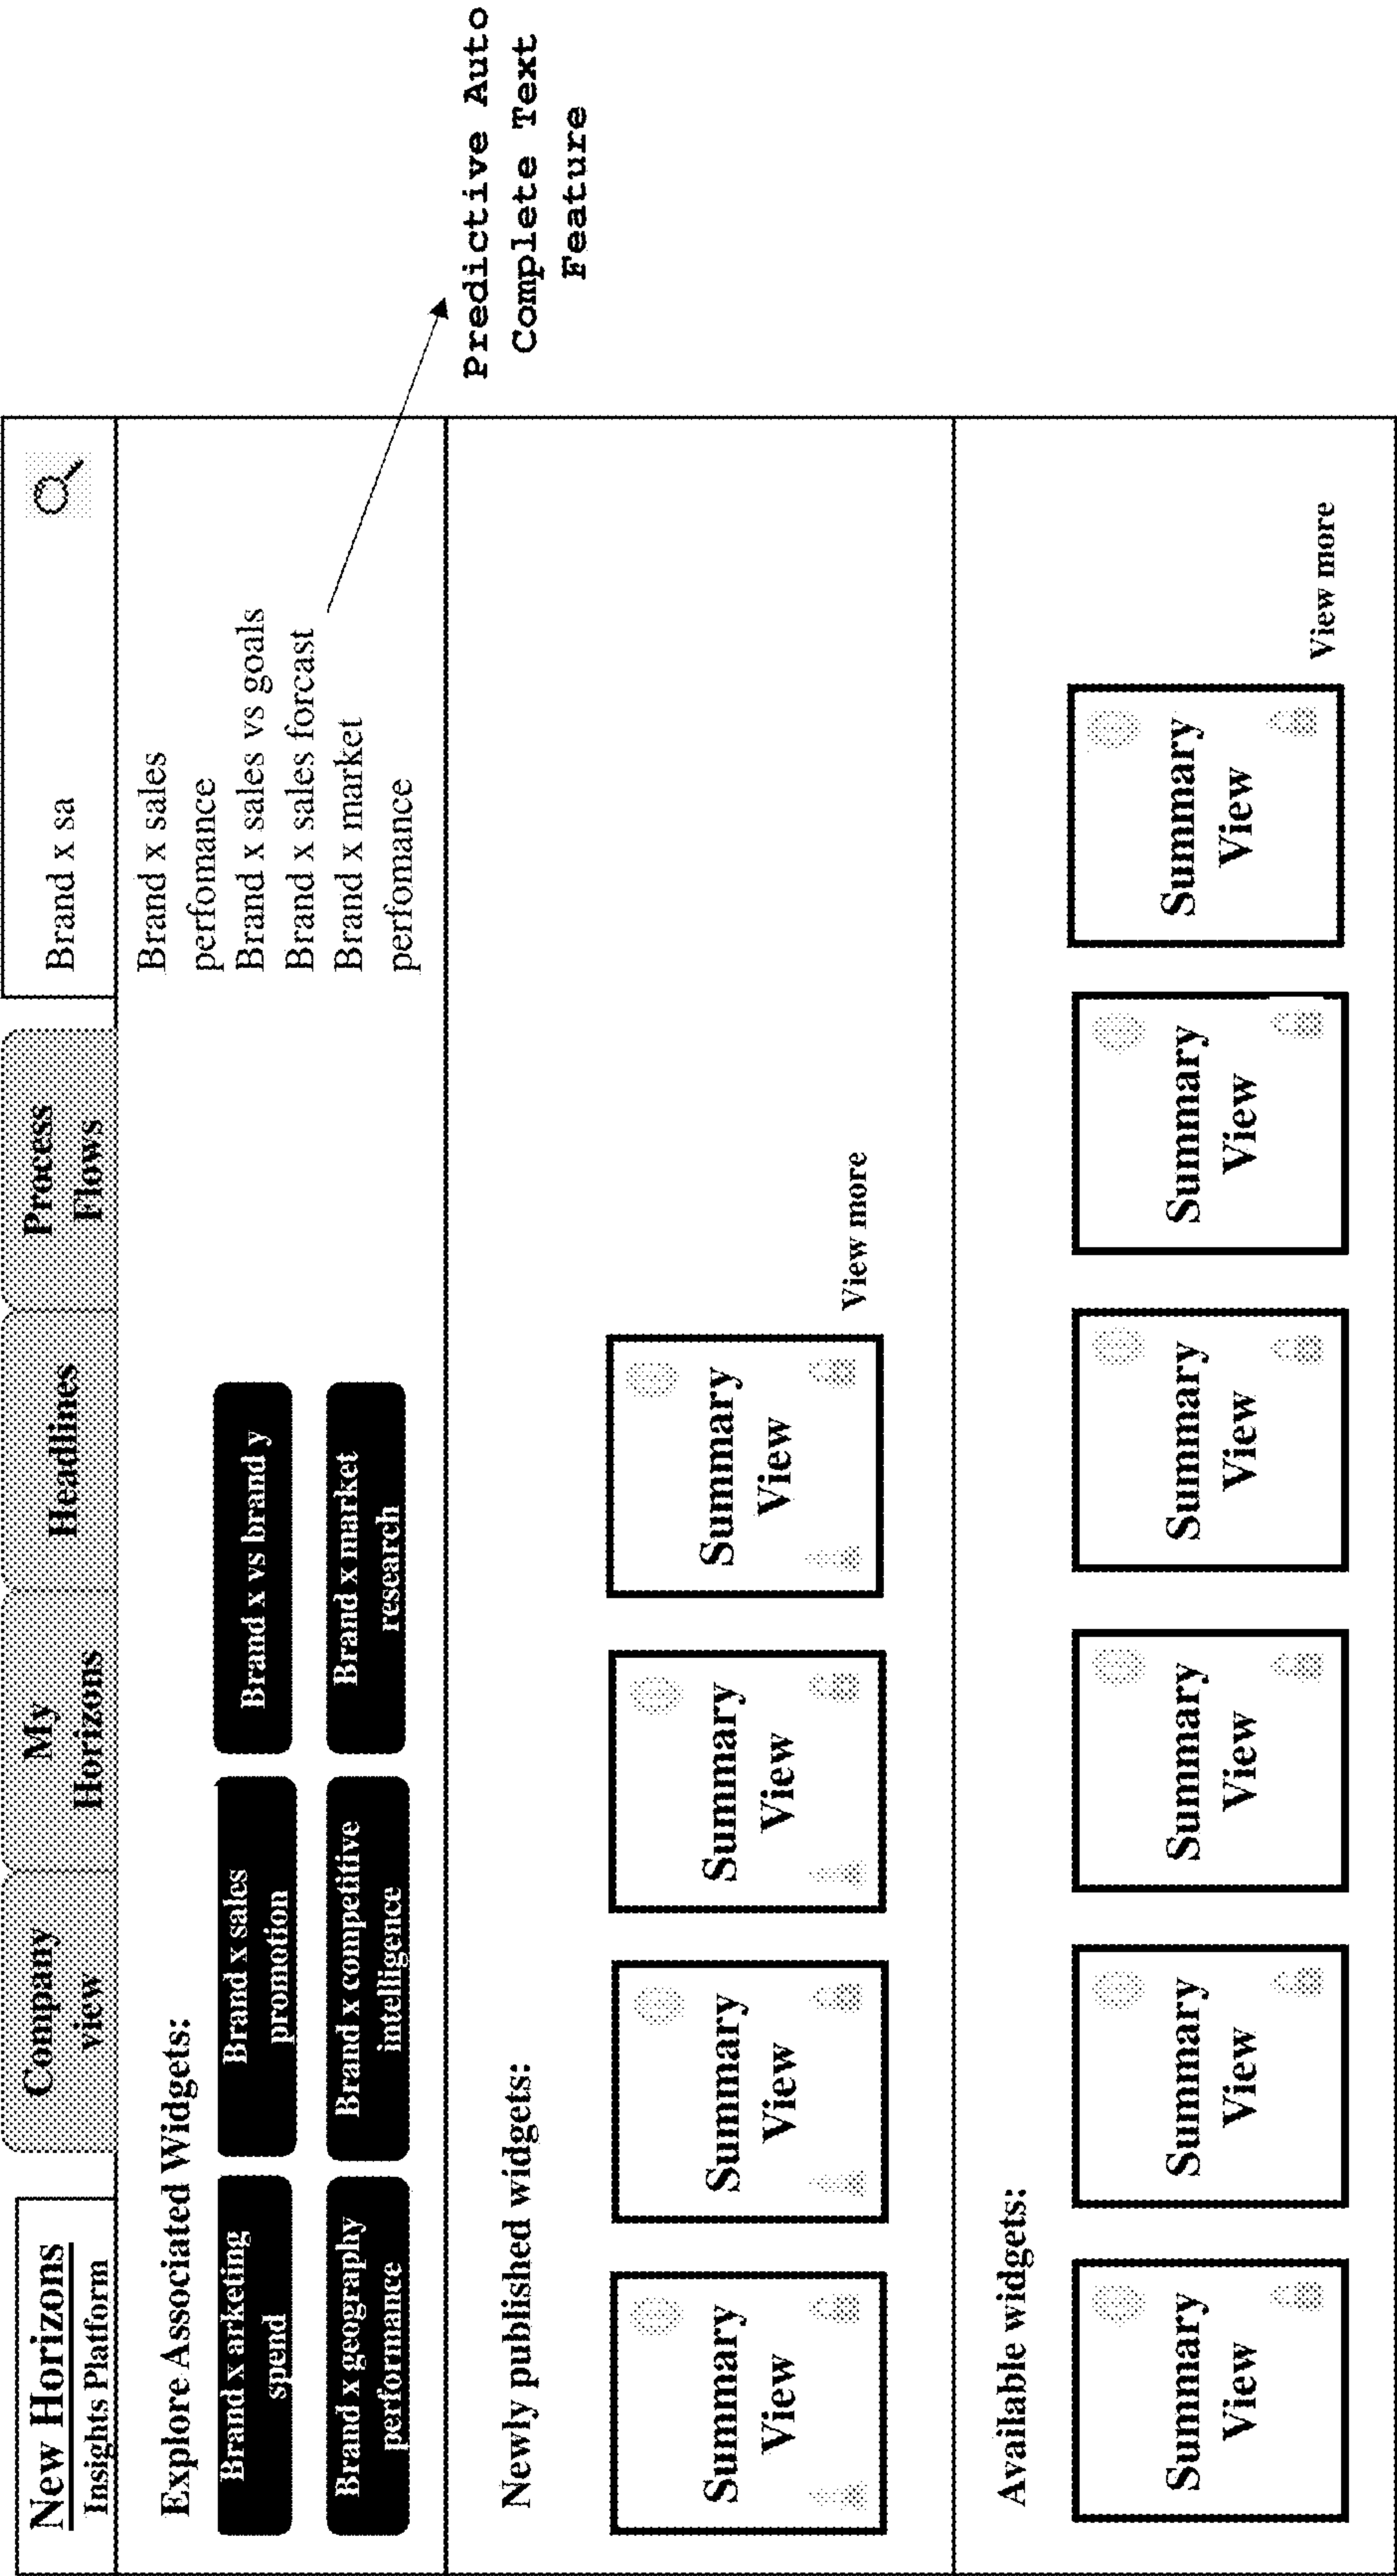 New Horizons
Insights Platform
Company
view
My
Horizons
Headlines
Process
Flows
Brand x sa
Explore Associated Widgets:
Brand x arketing
spend
Brand x sales
promotion
Brand x vs brand y
Brand x geography
performance
Brand x competitive
intelligence
Brand x market
research
Brand x sales
perfomance
Brand x sales vs goals
Brand x sales forcast
Brand x market
perfomance
Predictive Auto
Complete Text
Feature
Newly published widgets:
Summary
View
Summary
View
Summary
View
Summary
View
View more
Available widgets:
Summary
View
Summary
View
Summary
View
Summary
View
Summary
View
Summary
View
View more